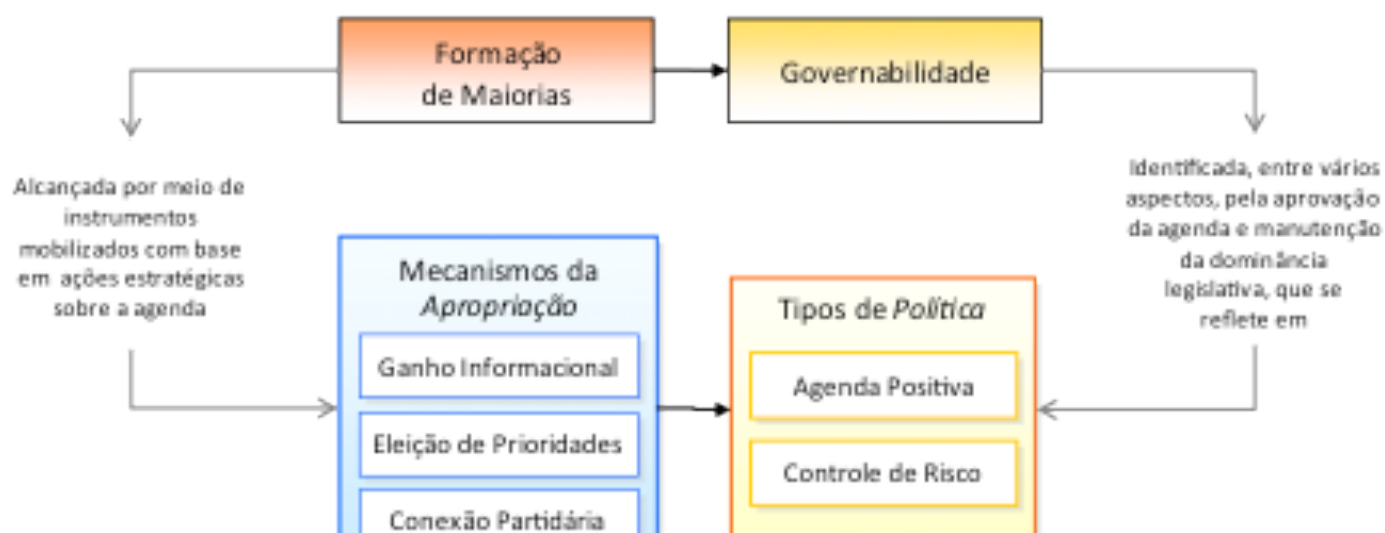 Formação
de Maiorias
Governabilidade
Alcançada por meio de
instrumentos
mobilizados com base
em ações estratégicas
sobre a agenda
Identificada, entre vários
aspectos, pela aprovação
da agenda e manutenção
da dominância
legislativa, que se
reflete em
Mecanismos da
Apropriação
Ganho Informacional
Eleição de Prioridades
Conexão Partidária
Tipos de Política
Agenda Positiva
Controle de Risco